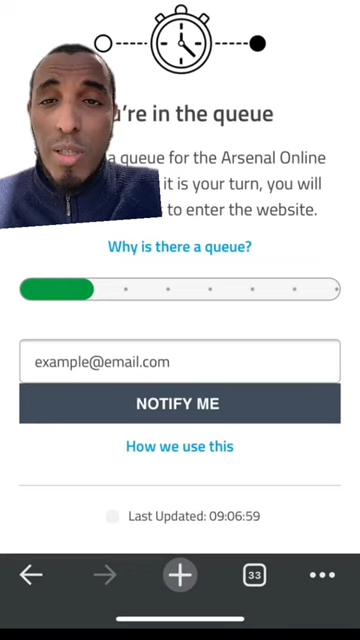 u're in the queue
a queue for the Arsenal Online
it is your turn, you will
to enter the website.
Why is there a queue?
example@email.com
NOTIFY ME
How we use this
Last Updated: 09:06:59
33